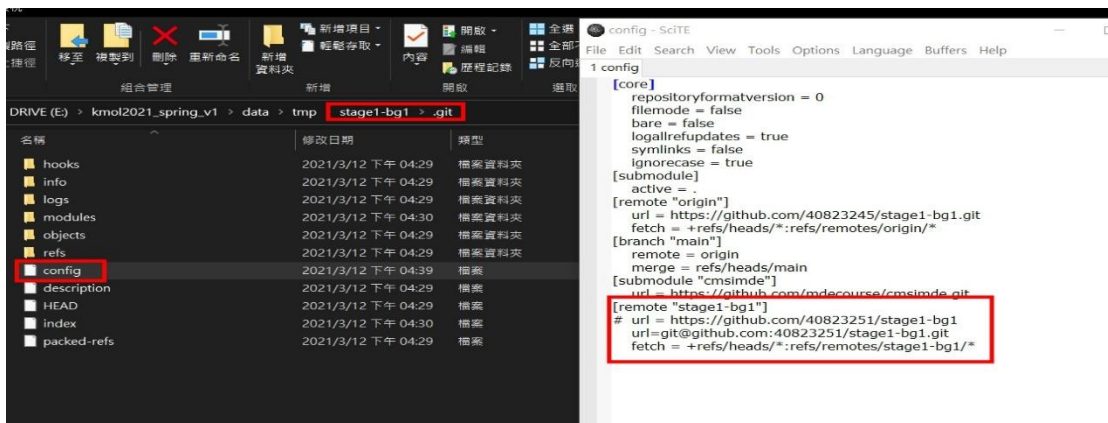 路徑
捷徑
移至
複製到
刪除
重新命名
新增
資料夾
新增項目
輕鬆存取
內容
開啟
編輯
歷程記錄
全選
全部
反向
組合管理
新增
開啟
選取
DRIVE (E:) > kmol2021_spring_v1 > data > tmp > stage1-bg1 > .git
名稱 修改日期 類型
hooks 2021/3/12 下午 04:29 檔案資料夾
info 2021/3/12 下午 04:29 檔案資料夾
logs 2021/3/12 下午 04:29 檔案資料夾
modules 2021/3/12 下午 04:30 檔案資料夾
objects 2021/3/12 下午 04:29 檔案資料夾
refs 2021/3/12 下午 04:29 檔案資料夾
config 2021/3/12 下午 04:39 檔案
description 2021/3/12 下午 04:29 檔案
HEAD 2021/3/12 下午 04:29 檔案
index 2021/3/12 下午 04:30 檔案
packed-refs 2021/3/12 下午 04:29 檔案
config - SciTE
File Edit Search View Tools Options Language Buffers Help
1 config
[core]
repositoryformatversion = 0
filemode = false
bare = false
logallrefupdates = true
symlinks = false
ignorecase = true
[submodule]
active = .
[remote "origin"]
url = https://github.com/40823245/stage1-bg1.git
fetch = +refs/heads/*:refs/remotes/origin/*
[branch "main"]
remote = origin
merge = refs/heads/main
[submodule "cmsimde"]
url = https://github.com/mdecourse/cmsimde.git
[remote "stage1-bg1"]
# url = https://github.com/40823251/stage1-bg1
url=git@github.com:40823251/stage1-bg1.git
fetch = +refs/heads/*:refs/remotes/stage1-bg1/*